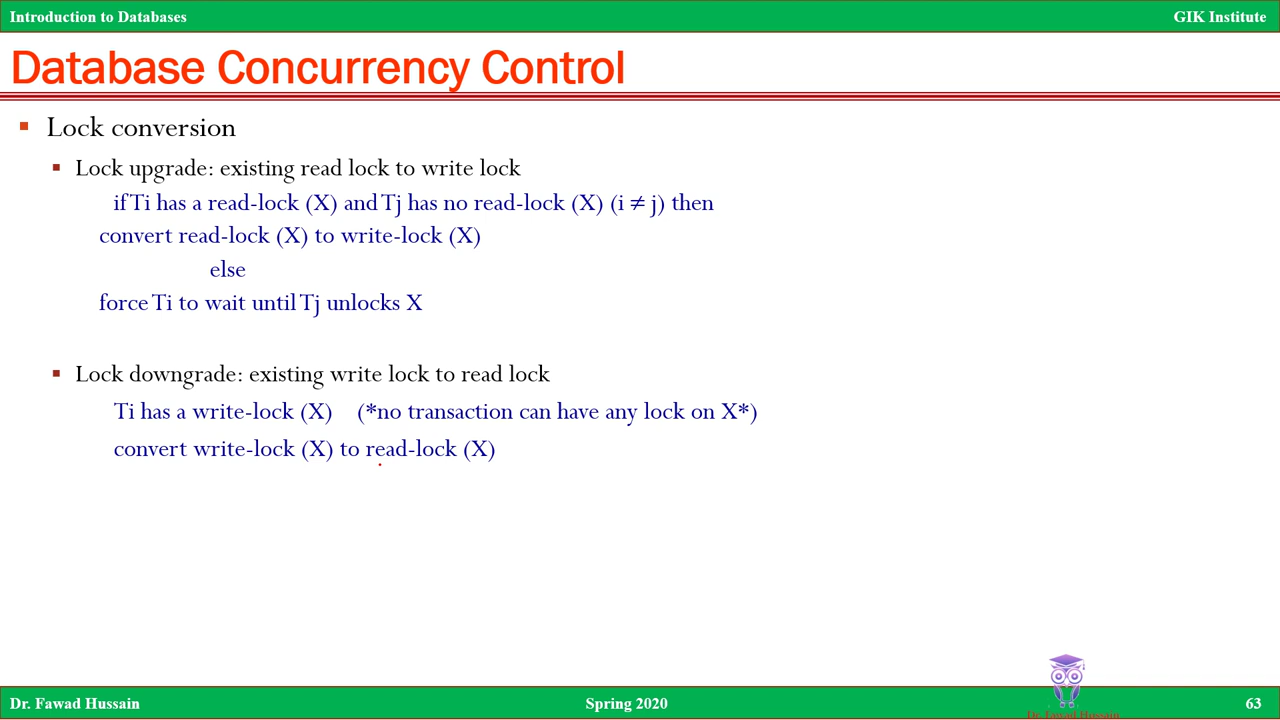 Introduction to Databases
GIK Institute
Database Concurrency Control
Lock conversion
Lock upgrade: existing read lock to write lock
if Ti has a read-lock (X) and Tj has no read-lock (X) (i ≠ j) then
convert read-lock (X) to write-lock (X)
else
force Ti to wait until Tj unlocks X
Lock downgrade: existing write lock to read lock
Ti has a write-lock (X) (*no transaction can have any lock on X*)
convert write-lock (X) to read-lock (X)
Dr. Fawad Hussain
Dr. Fawad Hussain
Spring 2020
63